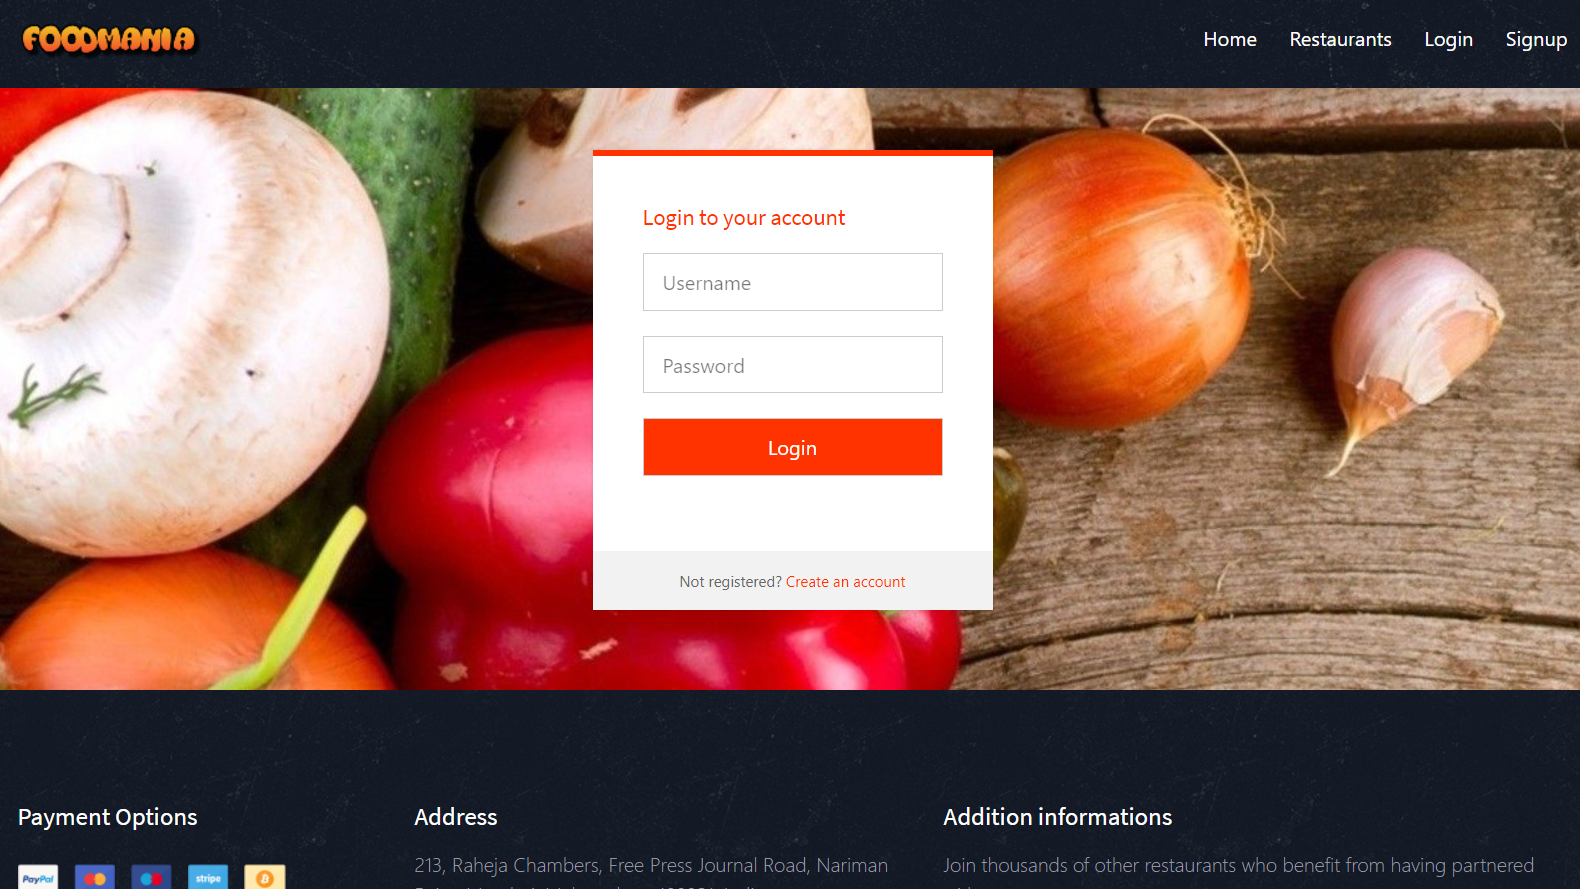 FOODMANIA
Home Restaurants Login Signup
Login to your account
Username
Password
Login
Not registered? Create an account
Payment Options
PayPal
stripe
Address
213, Raheja Chambers, Free Press Journal Road, Nariman
Addition informations
Join thousands of other restaurants who benefit from having partnered